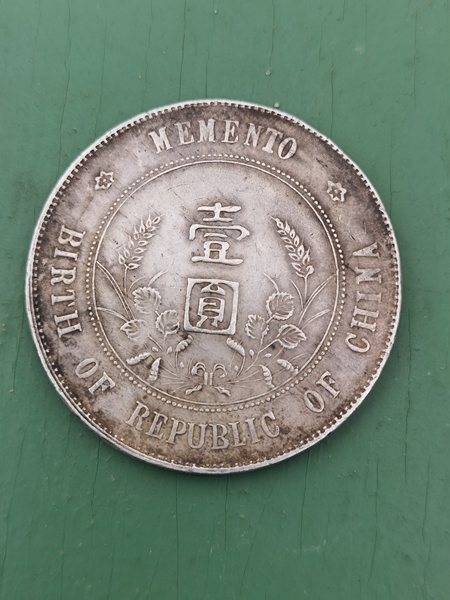 MEMENTO
壹
圓
BIRTH OF REPUBLIC OF CHINA